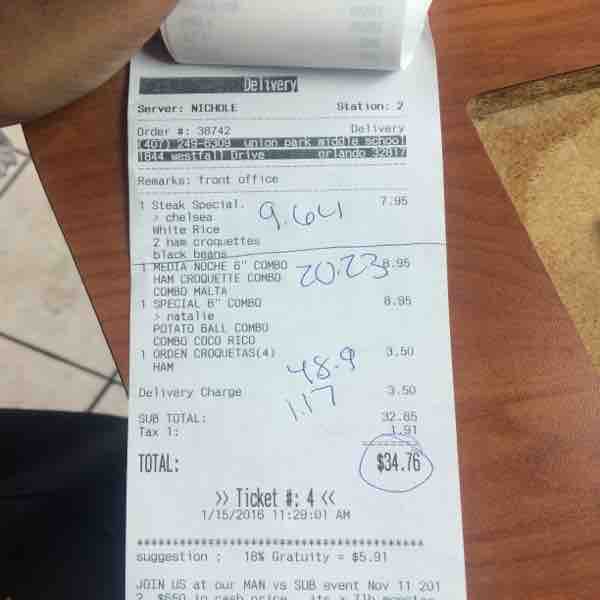 Delivery
Server: NICHOLE Station: 2
Order #: 38742 Delivery
(407) 249-6309 union park middle school
1844 westfall Drive orlando 32817
Remarks: front office
1 Steak Special. 7.95
> chelsea 9.64
White Rice
2 ham croquettes
black beans
1 MEDIA NOCHE 6" COMBO 20.23 8.95
HAM CROQUETTE COMBO
COMBO MALTA
1 SPECIAL 6" COMBO 8.95
> natalie
POTATO BALL COMBO
COMBO COCO RICO
1 ORDEN CROQUETAS(4) 3.50
HAM 48.9
Delivery Charge 3.50
1.17
SUB TOTAL: 32.85
Tax 1: 1.91
TOTAL: $34.76
>> Ticket #: 4 <<
1/15/2016 11:29:01 AM
suggestion : 18% Gratuity = $5.91
JOIN US at our MAN vs SUB event Nov 11 201
2. $550 in cash price